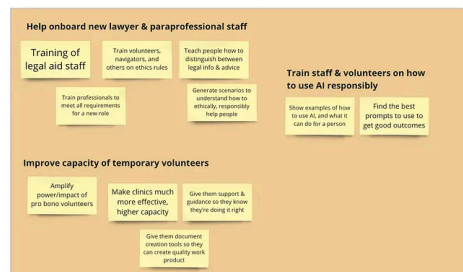 Help onboard new lawyer & paraprofessional staff
Training of
legal aid staff
Train volunteers,
navigators, and
others on ethics rules
Teach people how to
distinguish between
legal info & advice
Train professionals to
meet all requirements
for a new role
Generate scenarios to
understand how to
ethically, responsibly
help people
Train staff & volunteers on how
to use AI responsibly
Show examples of how
to use AI, and what it
can do for a person
Find the best
prompts to use to
get good outcomes
Improve capacity of temporary volunteers
Amplify
power/impact of
pro bono volunteers
Make clinics much
more effective,
higher capacity
Give them support &
guidance so they know
they're doing it right
Give them document
creation tools so they
can create quality work
product